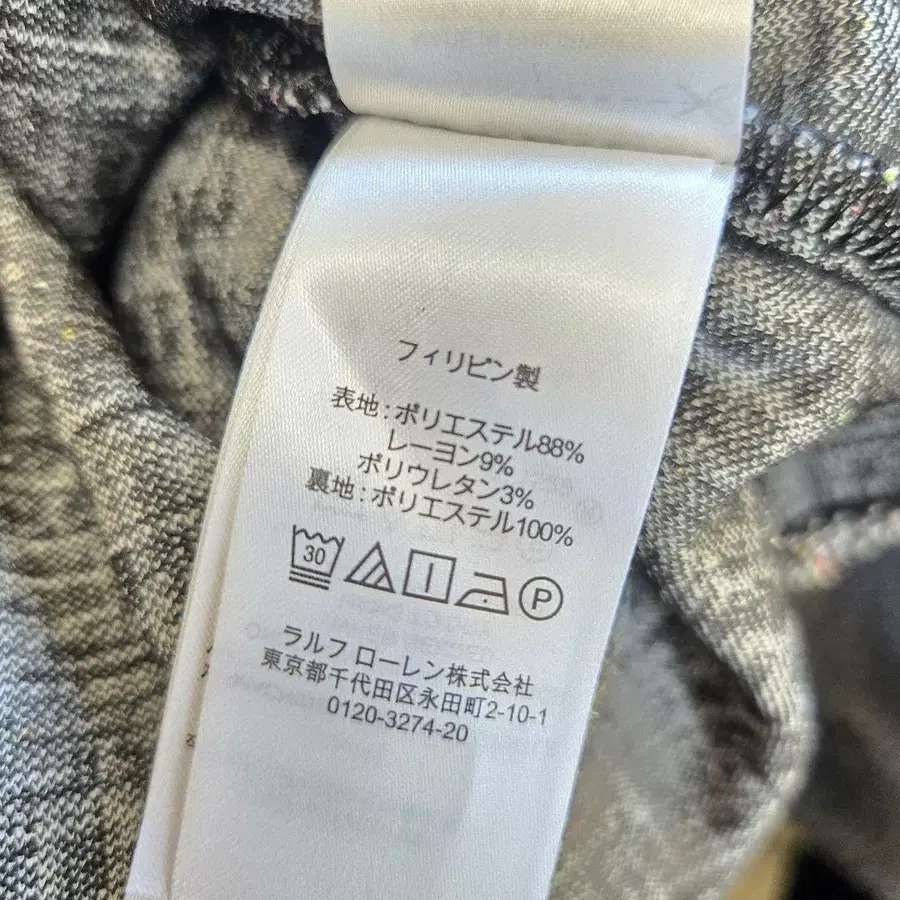 フィリピン製
表地：ポリエステル88%
レーヨン9%
ポリウレタン3%
裏地：ポリエステル100%
30
P
ラルフ ローレン株式会社
東京都千代田区永田町2-10-1
0120-3274-20